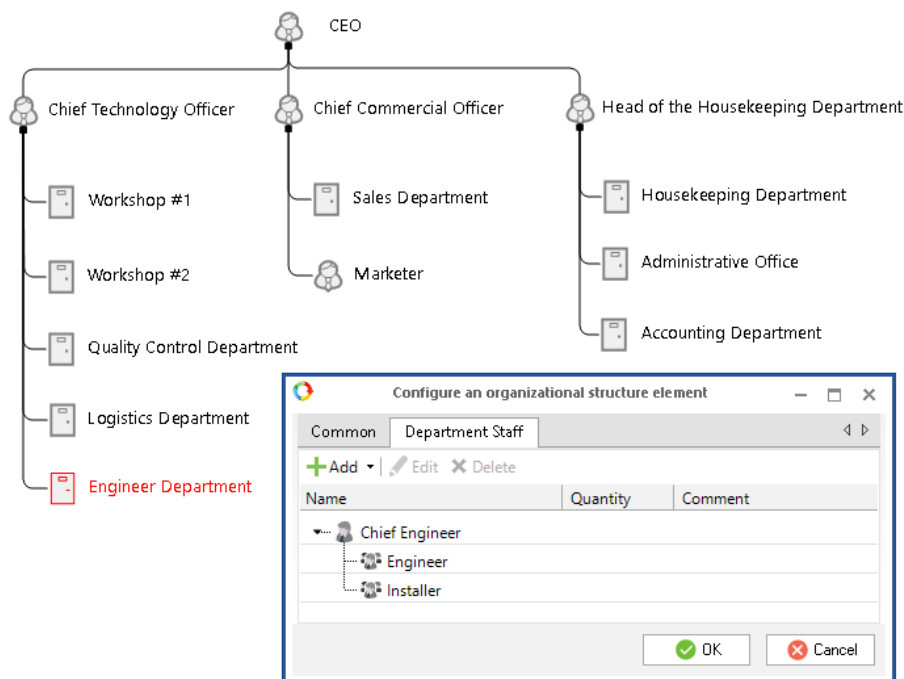 CEO
Chief Technology Officer
Chief Commercial Officer
Head of the Housekeeping Department
Workshop #1
Sales Department
Housekeeping Department
Workshop #2
Marketer
Administrative Office
Quality Control Department
Accounting Department
Logistics Department
Engineer Department
Configure an organizational structure element
Common Department Staff
Add Edit Delete
Name Quantity Comment
Chief Engineer
Engineer
Installer
OK Cancel